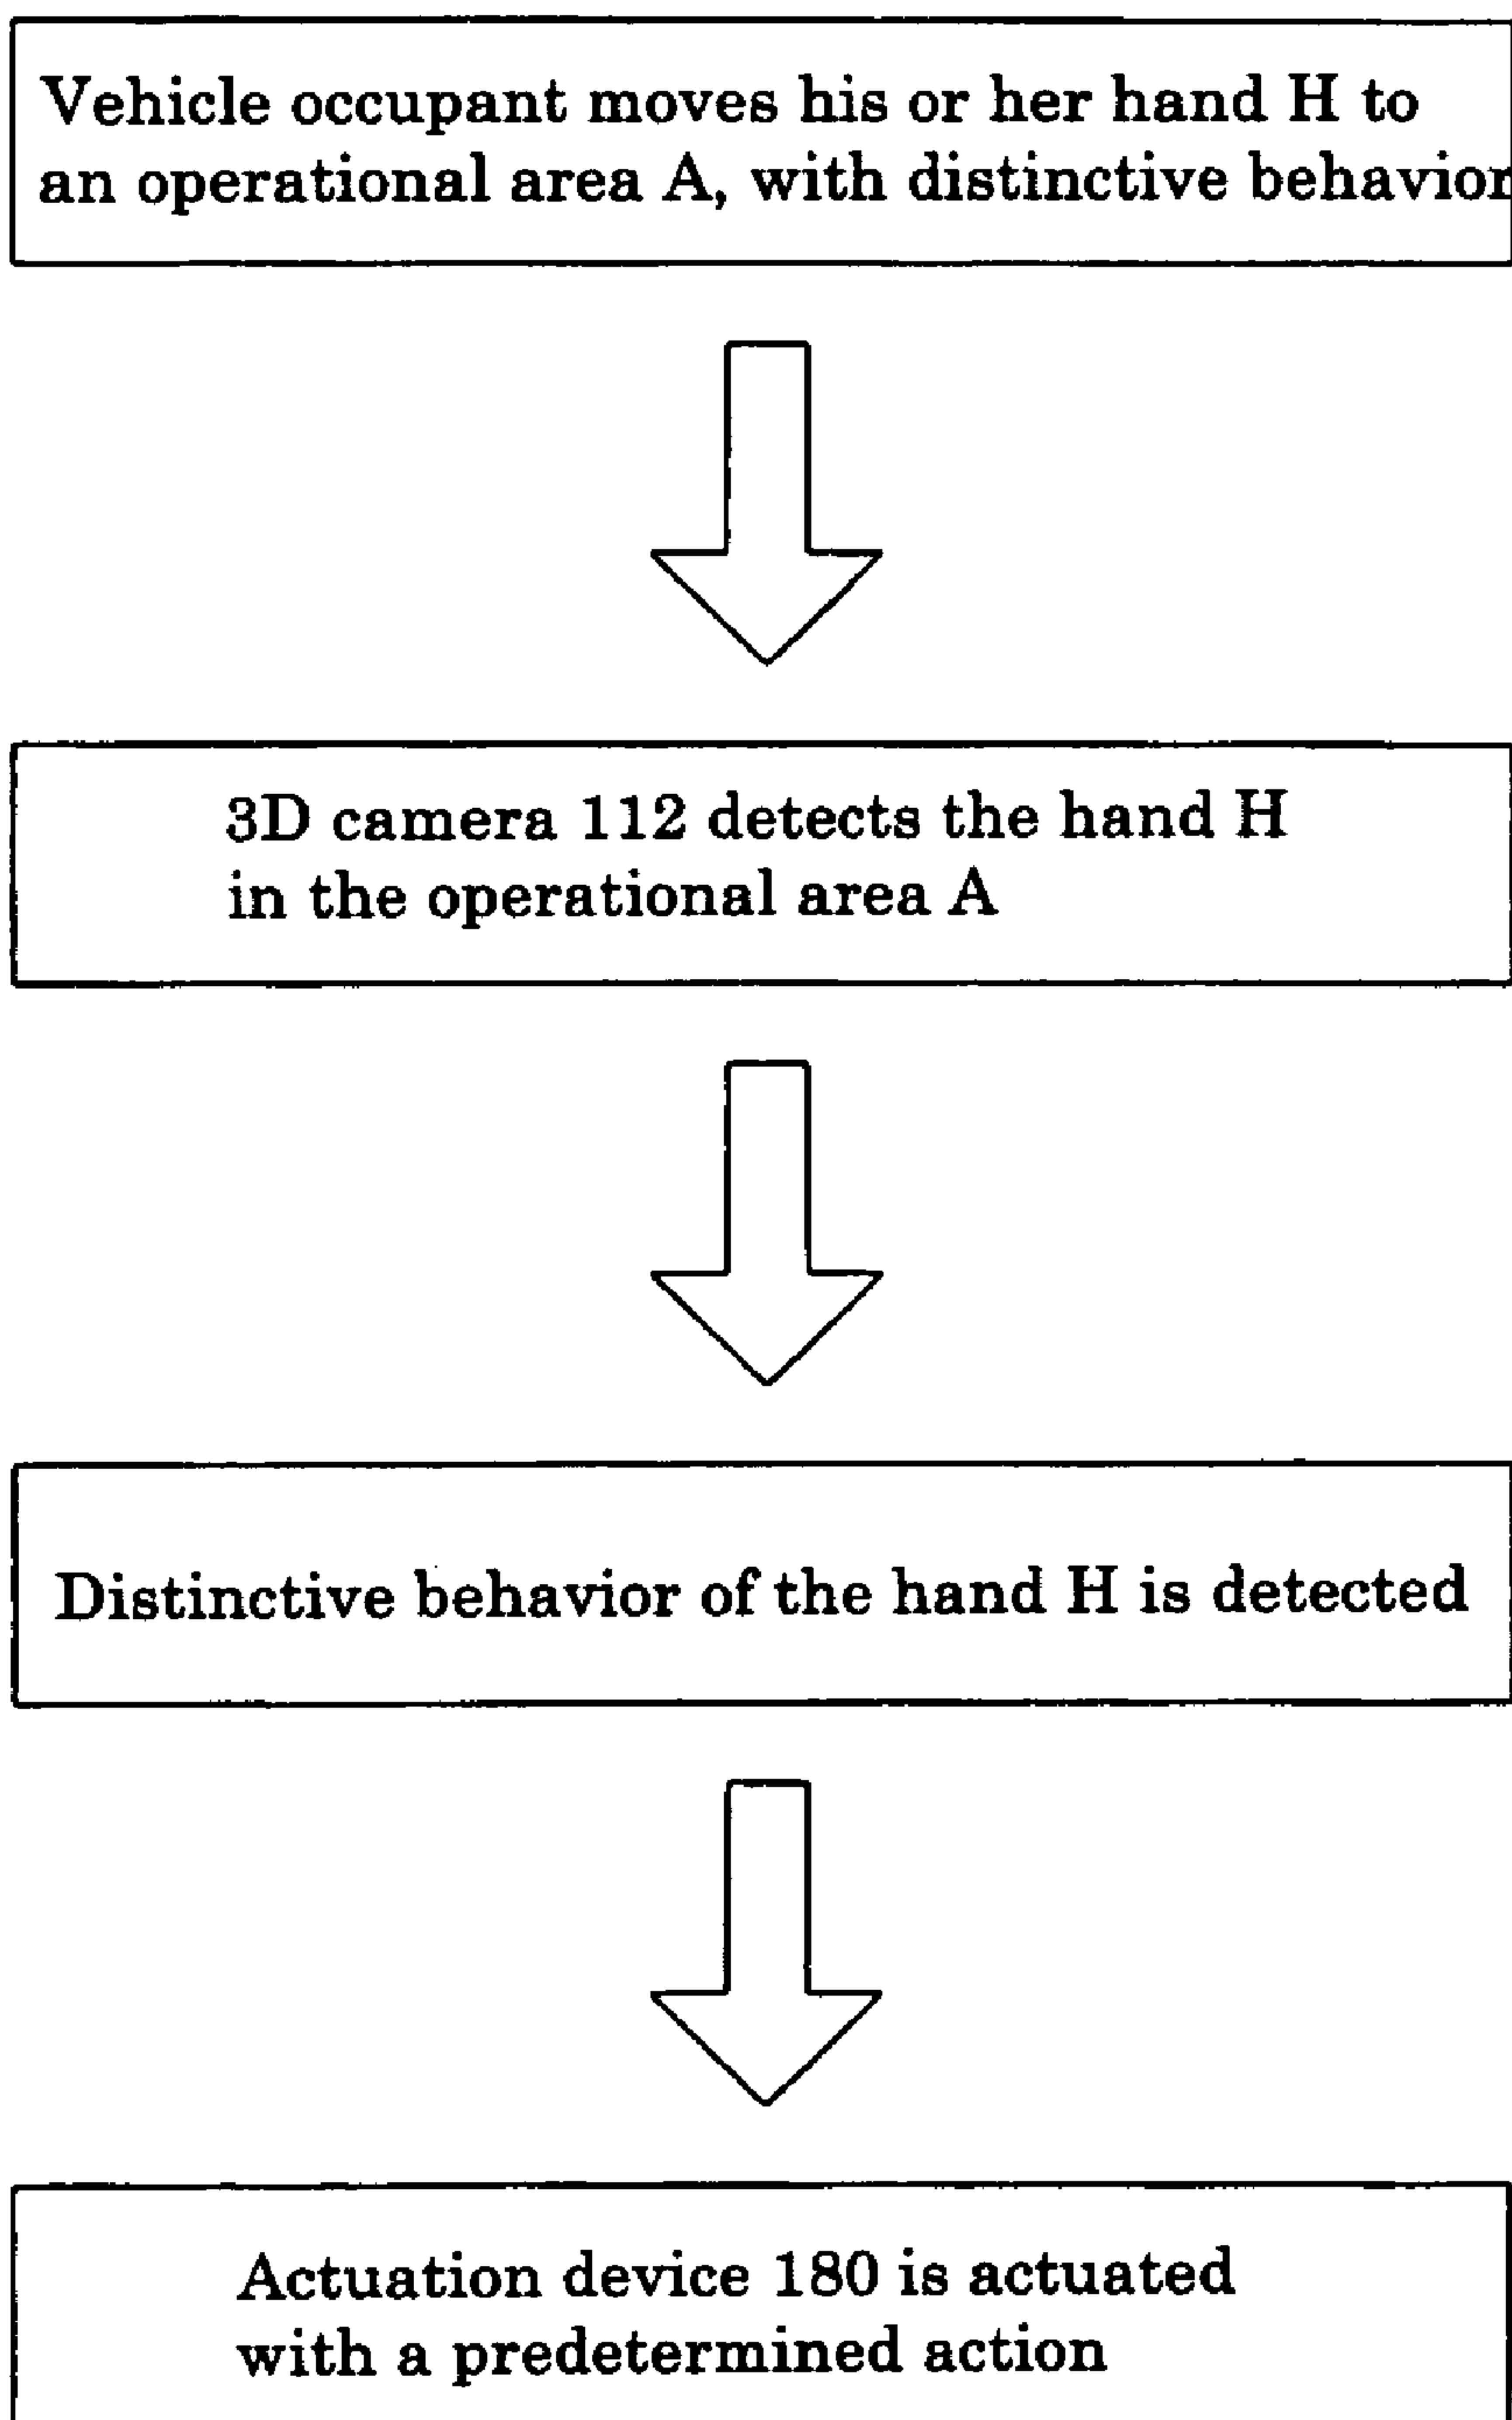 Vehicle occupant moves his or her hand H to
an operational area A, with distinctive behavior
3D camera 112 detects the hand H
in the operational area A
Distinctive behavior of the hand H is detected
Actuation device 180 is actuated
with a predetermined action